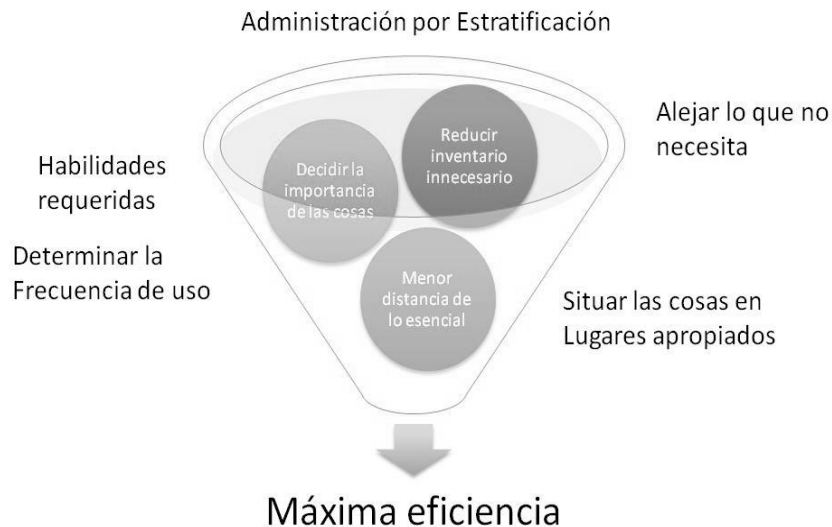 Administración por Estratificación
Reducir
inventario
innecesario
Alejar lo que no
necesita
Decidir la
importancia
de las cosas
Habilidades
requeridas
Determinar la
Frecuencia de uso
Menor
distancia de
lo esencial
Situar las cosas en
Lugares apropiados
Máxima eficiencia